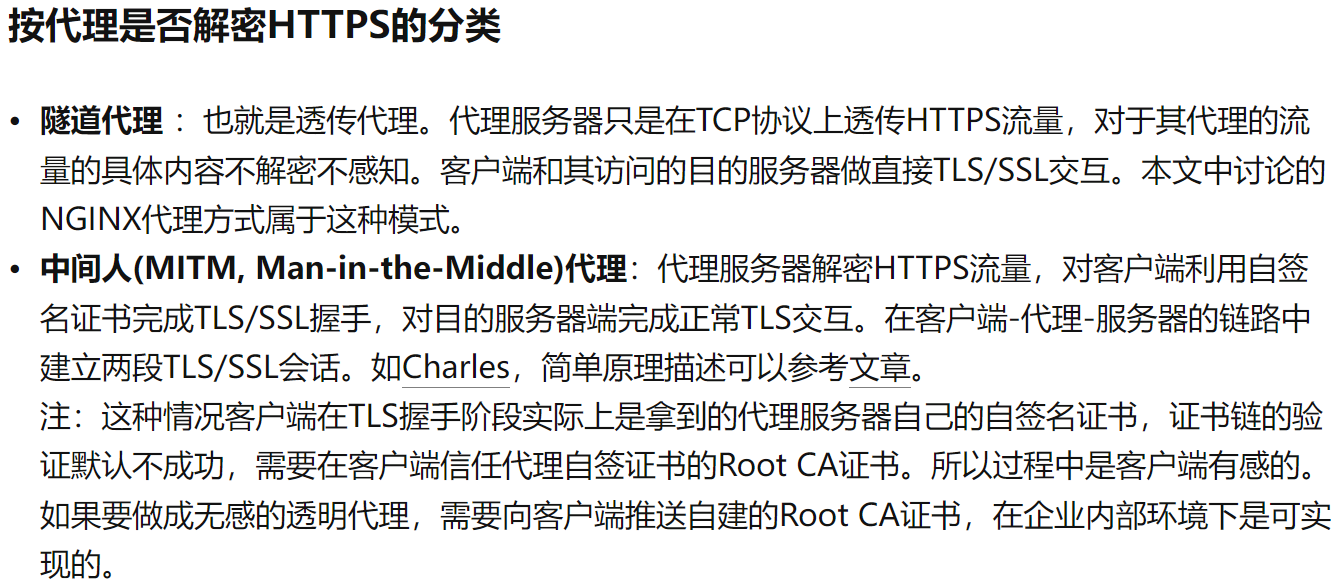 按代理是否解密HTTPS的分类
• 隧道代理 ：也就是透传代理。代理服务器只是在TCP协议上透传HTTPS流量，对于其代理的流
量的具体内容不解密不感知。客户端和其访问的目的服务器做直接TLS/SSL交互。本文中讨论的
NGINX代理方式属于这种模式。
• 中间人(MITM, Man-in-the-Middle)代理：代理服务器解密HTTPS流量，对客户端利用自签
名证书完成TLS/SSL握手，对目的服务器端完成正常TLS交互。在客户端-代理-服务器的链路中
建立两段TLS/SSL会话。如Charles，简单原理描述可以参考文章。
注：这种情况客户端在TLS握手阶段实际上是拿到的代理服务器自己的自签名证书，证书链的验
证默认不成功，需要在客户端信任代理自签证书的Root CA证书。所以过程中是客户端有感的。
如果要做成无感的透明代理，需要向客户端推送自建的Root CA证书，在企业内部环境下是可实
现的。